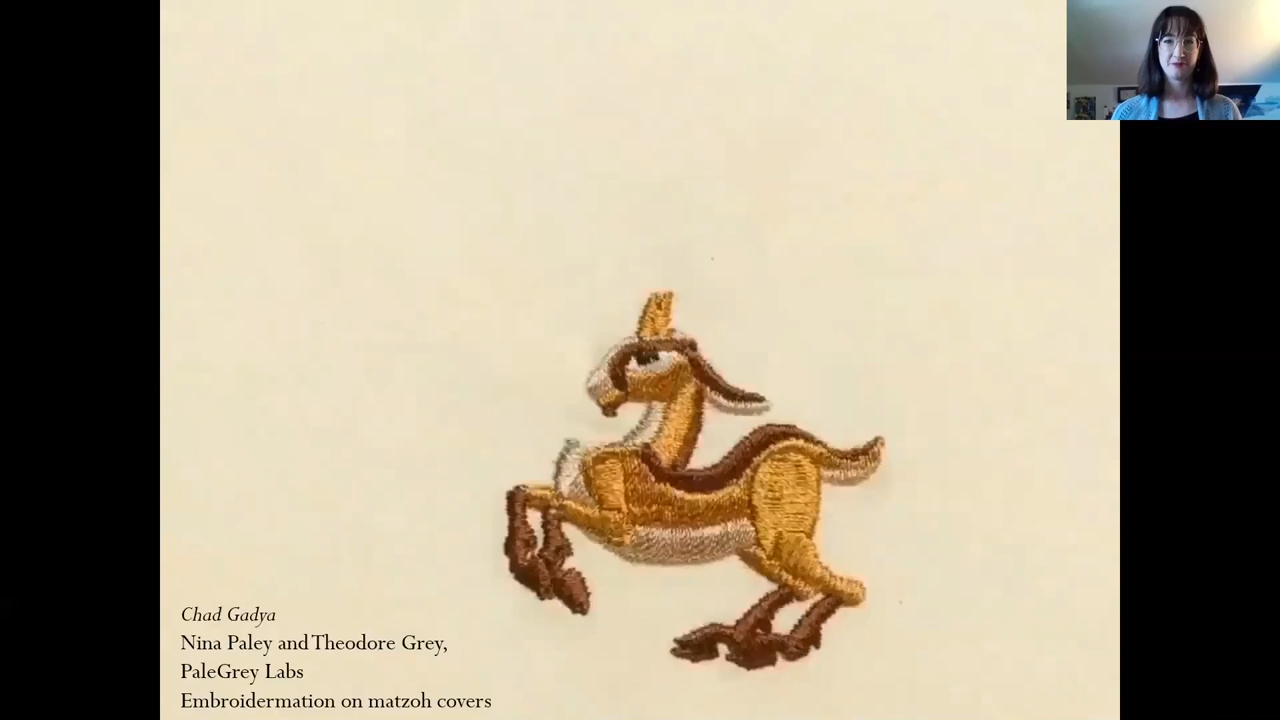 Chad Gadya
Nina Paley and Theodore Grey,
PaleGrey Labs
Embroidermation on matzoh covers